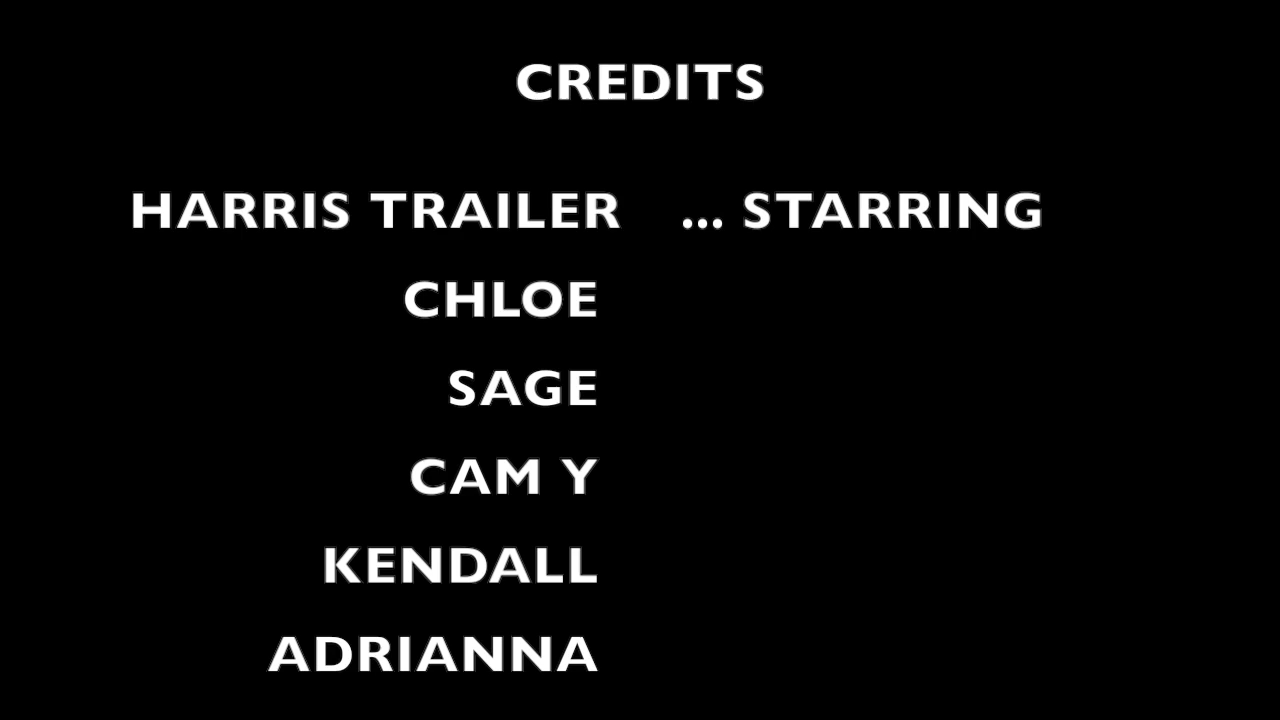 CREDITS
HARRIS TRAILER ... STARRING
CHLOE
SAGE
CAM Y
KENDALL
ADRIANNA